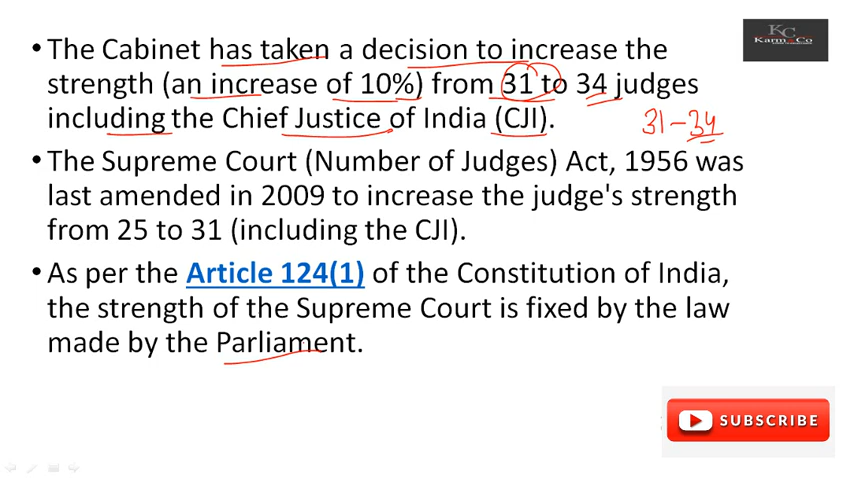 KC
Karm●Co
• The Cabinet has taken a decision to increase the
strength (an increase of 10%) from 31 to 34 judges
including the Chief Justice of India (CJI).
31-34
• The Supreme Court (Number of Judges) Act, 1956 was
last amended in 2009 to increase the judge's strength
from 25 to 31 (including the CJI).
• As per the Article 124(1) of the Constitution of India,
the strength of the Supreme Court is fixed by the law
made by the Parliament.
SUBSCRIBE